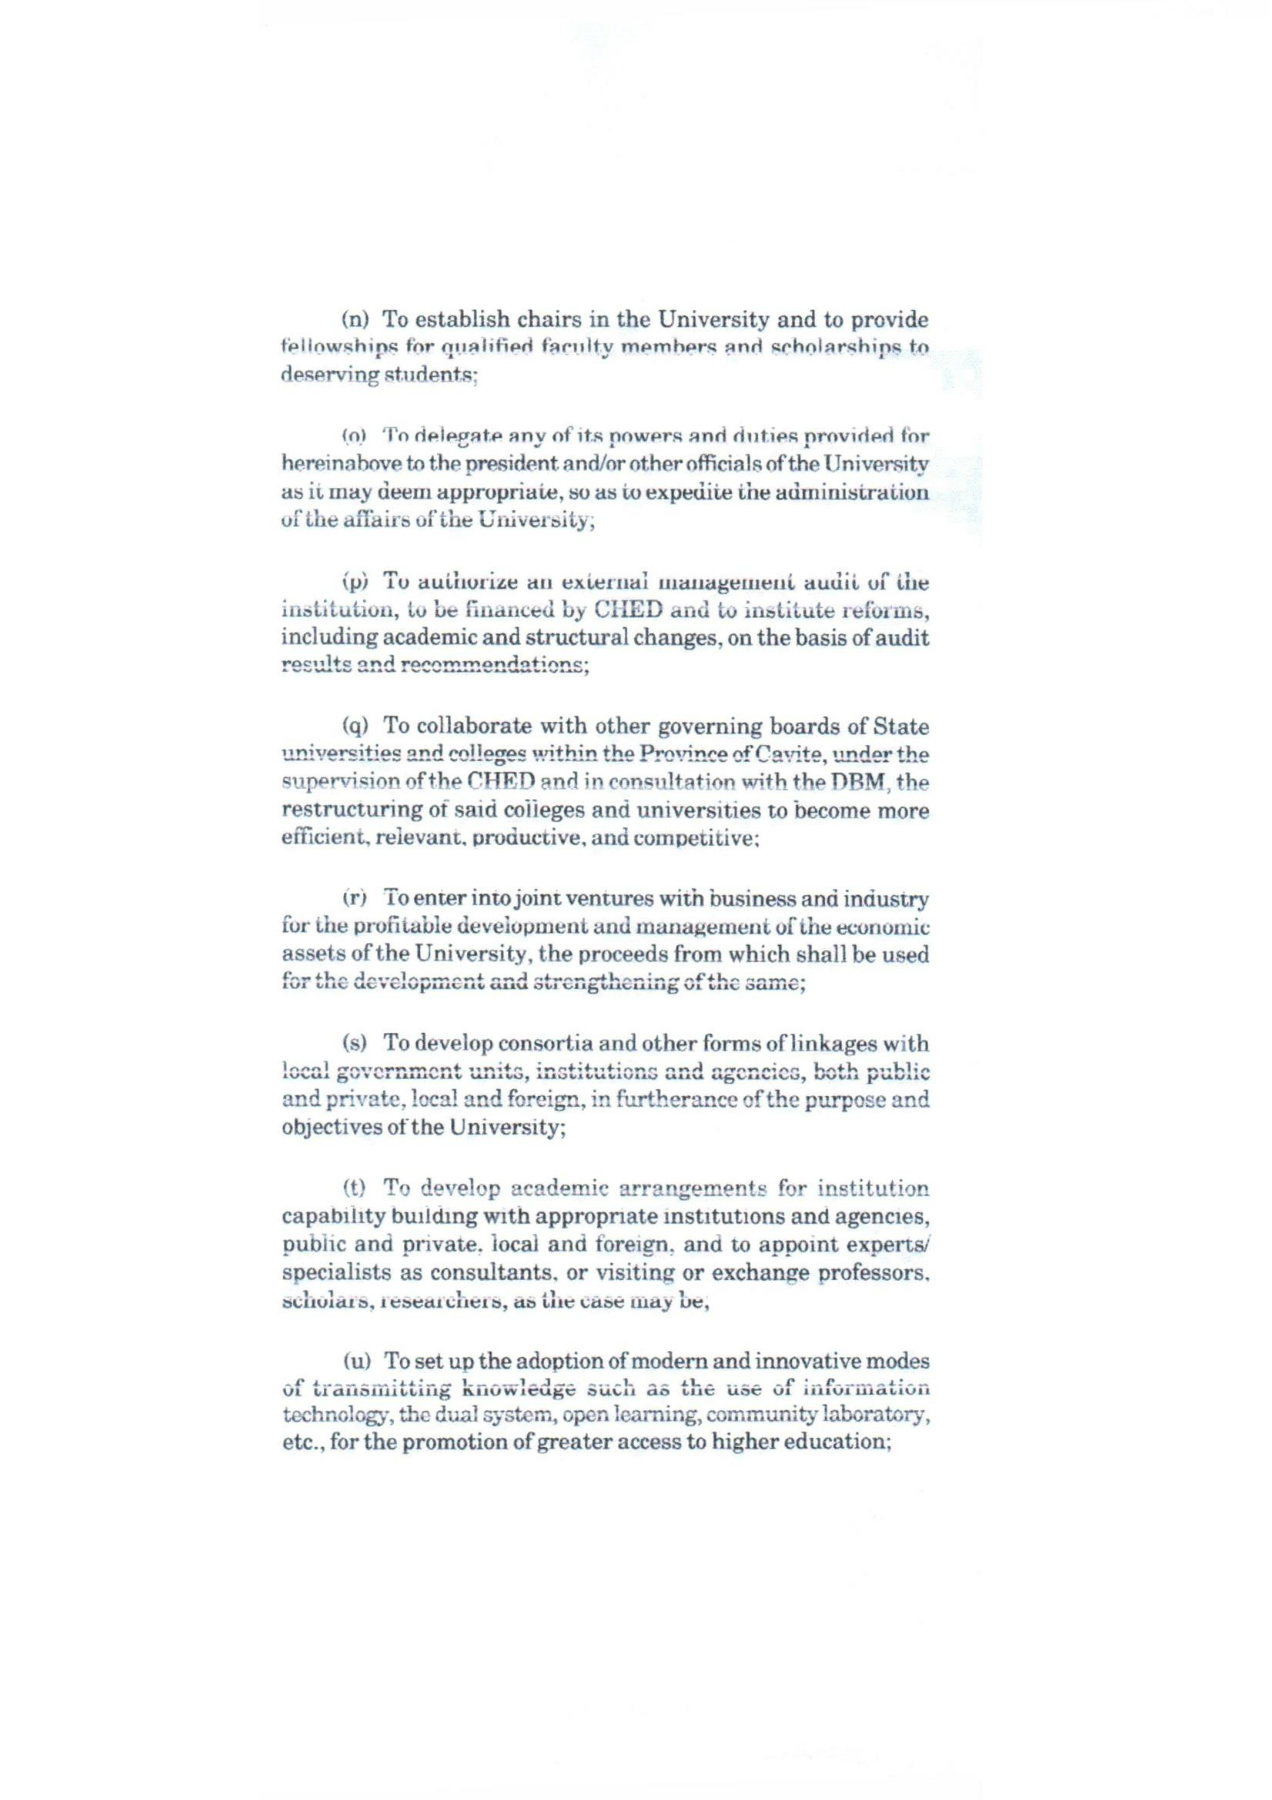 (n) To establish chairs in the University and to provide
fellowships for qualified faculty members and scholarships to
deserving students;
(o) To delegate any of its powers and duties provided for
hereinabove to the president and/or other officials of the University
as it may deem appropriate, so as to expedite the administration
of the affairs of the University;
(p) To authorize an external management audit of the
institution, to be financed by CHED and to institute reforms,
including academic and structural changes, on the basis of audit
results and recommendations;
(q) To collaborate with other governing boards of State
universities and colleges within the Province of Cavite, under the
supervision of the CHED and in consultation with the DBM, the
restructuring of said colleges and universities to become more
efficient, relevant, productive, and competitive;
(r) To enter into joint ventures with business and industry
for the profitable development and management of the economic
assets of the University, the proceeds from which shall be used
for the development and strengthening of the same;
(s) To develop consortia and other forms of linkages with
local government units, institutions and agencies, both public
and private, local and foreign, in furtherance of the purpose and
objectives of the University;
(t) To develop academic arrangements for institution
capability building with appropriate institutions and agencies,
public and private, local and foreign, and to appoint experts/
specialists as consultants, or visiting or exchange professors,
scholars, researchers, as the case may be;
(u) To set up the adoption of modern and innovative modes
of transmitting knowledge such as the use of information
technology, the dual system, open learning, community laboratory,
etc., for the promotion of greater access to higher education;